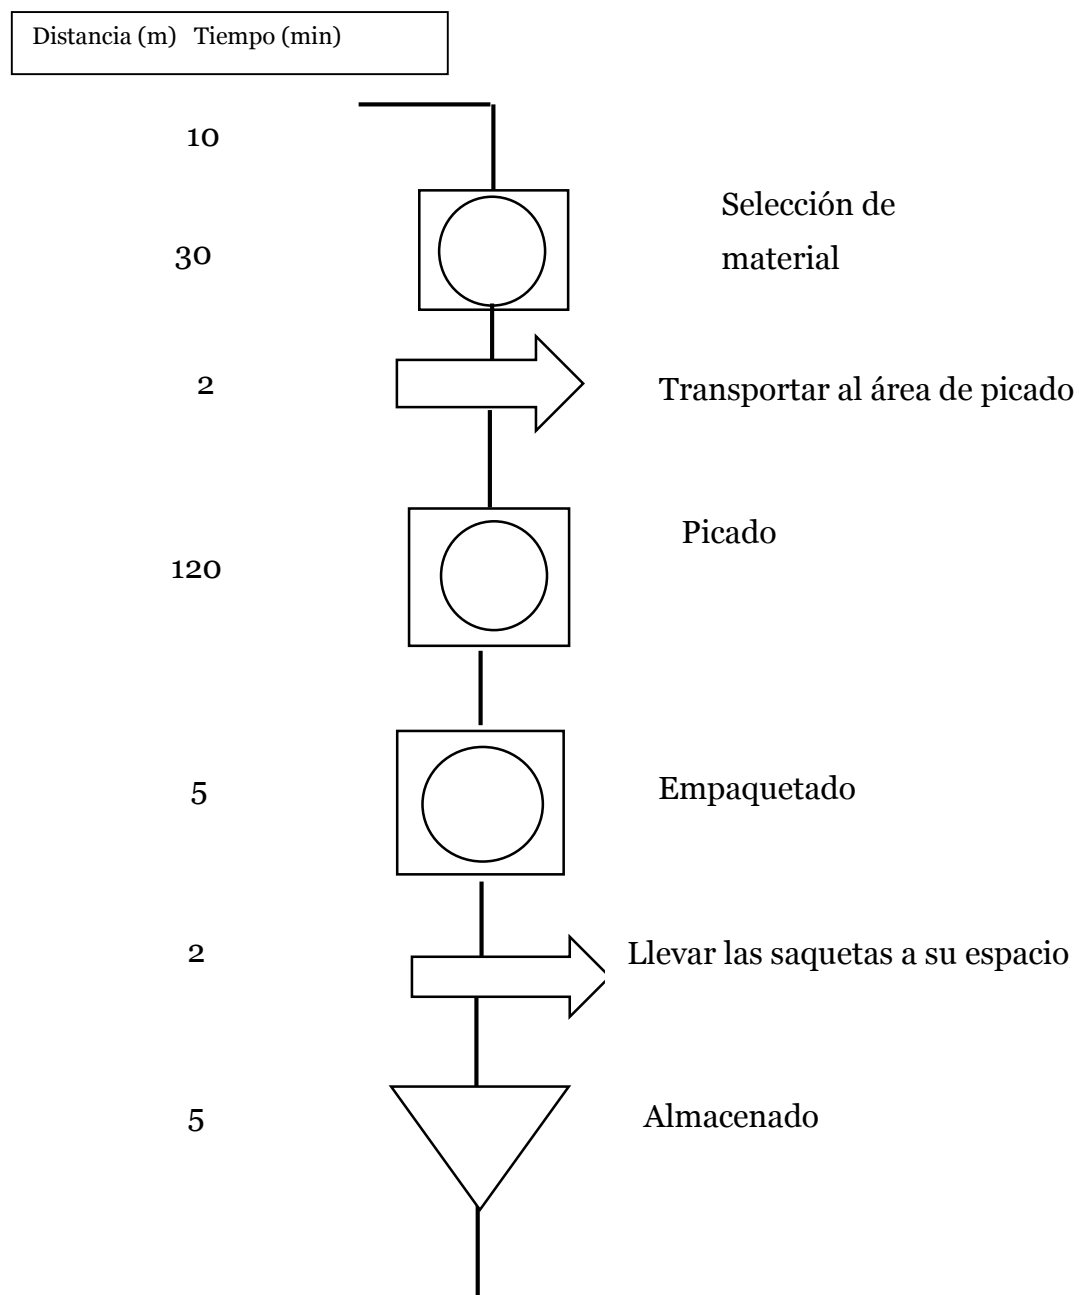 Distancia (m) Tiempo (min)
10
Selección de
30
material
2
Transportar al área de picado
Picado
120
5
Empaquetado
2
Llevar las saquetas a su espacio
5
Almacenado